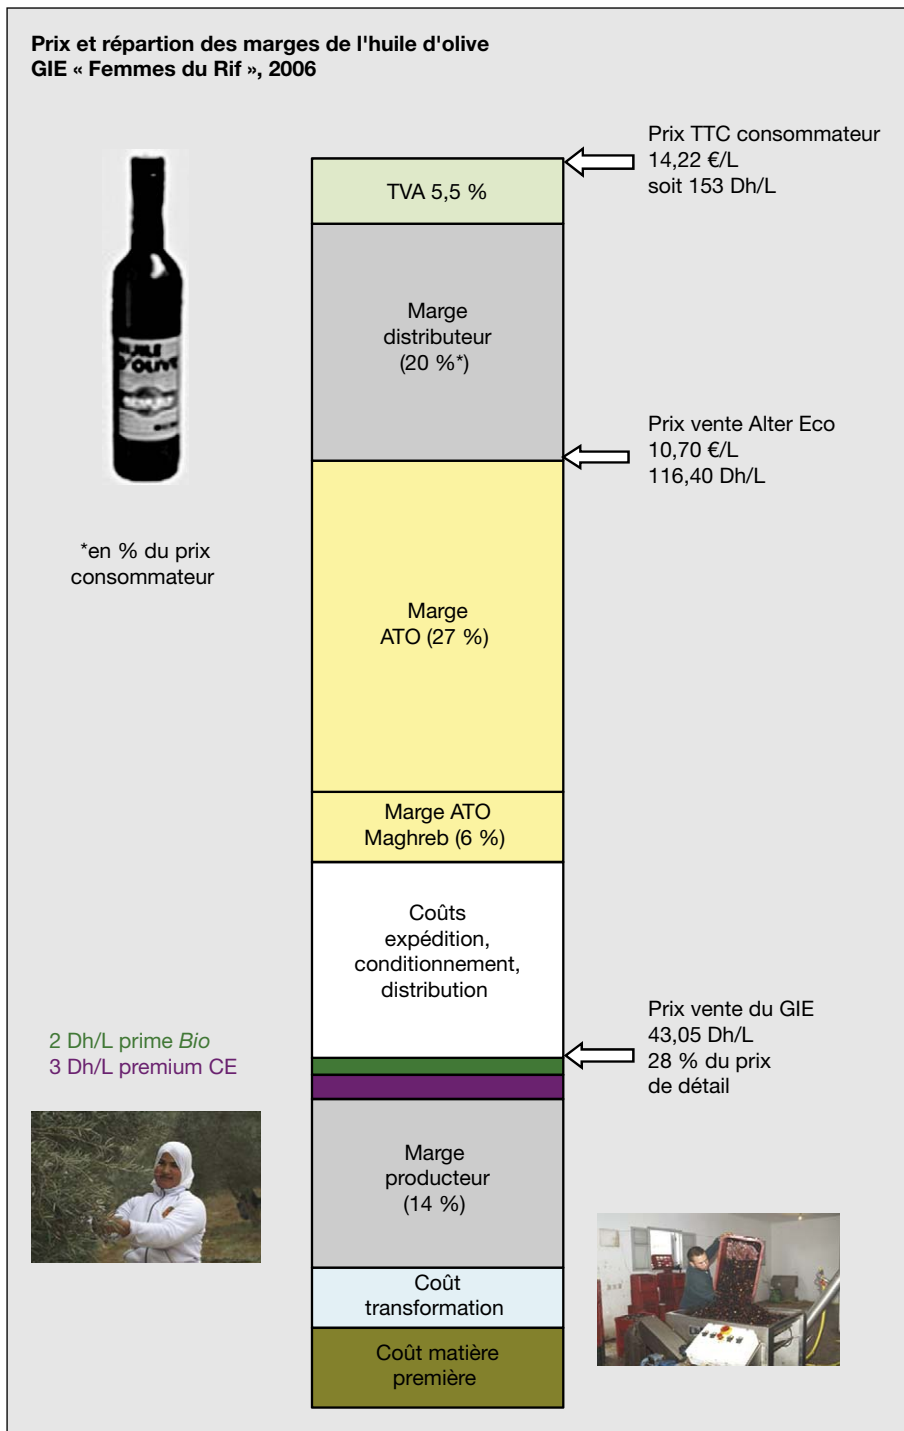 Prix et répartion des marges de l'huile d'olive
GIE « Femmes du Rif », 2006
Prix TTC consommateur
14,22 €/L
soit 153 Dh/L
TVA 5,5 %
HUILE
D'OLIVE
Marge
distributeur
(20 %*)
Prix vente Alter Eco
10,70 €/L
116,40 Dh/L
*en % du prix
consommateur
Marge
ATO (27 %)
Marge ATO
Maghreb (6 %)
Coûts
expédition,
conditionnement,
distribution
Prix vente du GIE
43,05 Dh/L
28 % du prix
de détail
2 Dh/L prime Bio
3 Dh/L premium CE
Marge
producteur
(14 %)
Coût
transformation
Coût matière
première